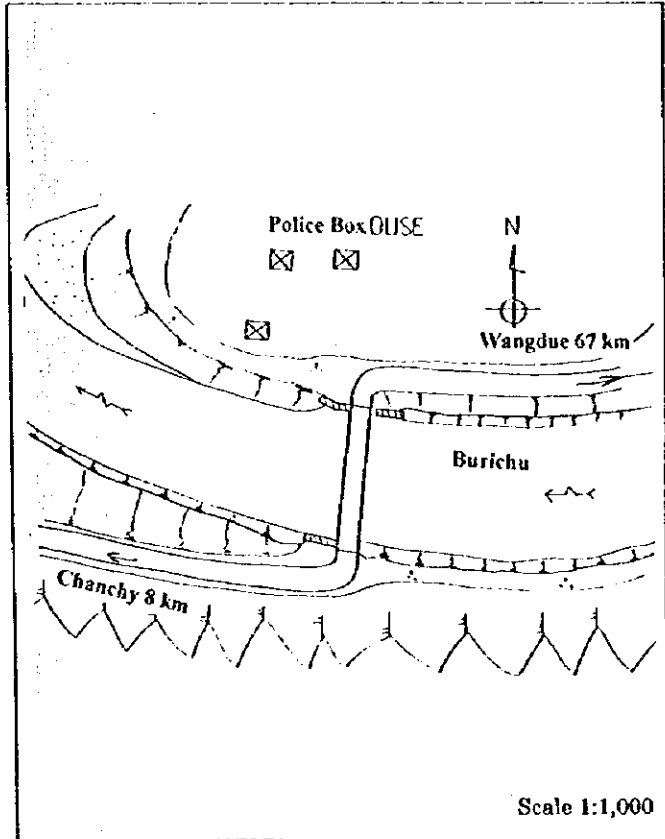 Police Box OUSE
N
Wangdue 67 km
Burichu
Chanchy 8 km
Scale 1:1,000